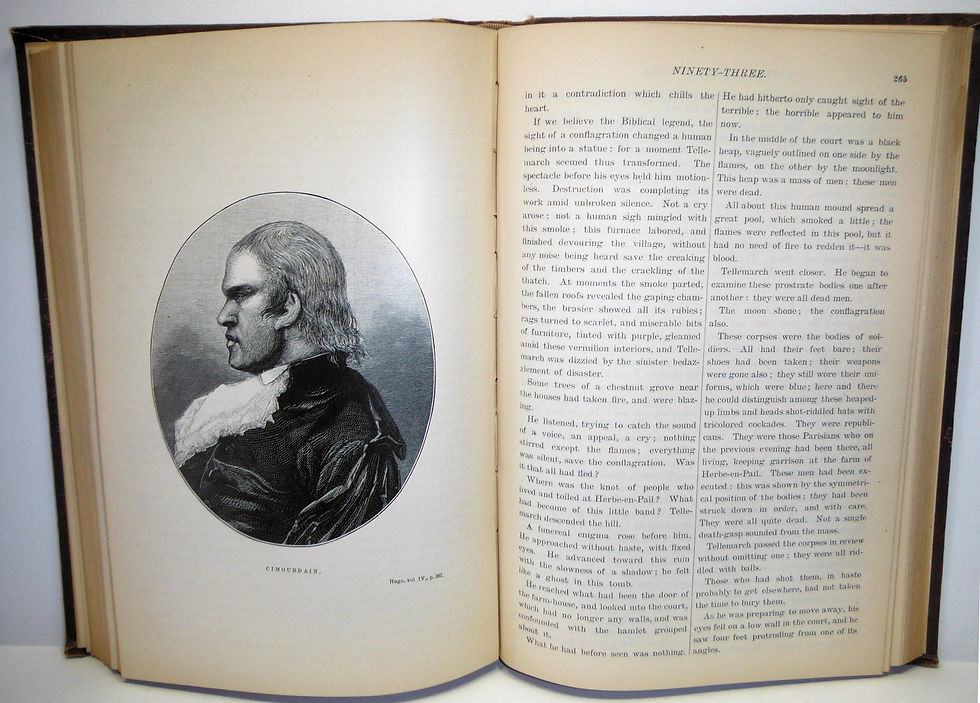 CIMOURDAIN.
Hugo, vol IV.—p. 267.
NINETY-THREE.
265
in it a contradiction which chills the
heart.
If we believe the Biblical legend, the
sight of a conflagration changed a human
being into a statue: for a moment Telle-
march seemed thus transformed. The
spectacle before his eyes held him motion-
less. Destruction was completing its
work amid unbroken silence. Not a cry
arose; not a human sigh mingled with
this smoke; this furnace labored, and
finished devouring the village, without
any noise being heard save the creaking
of the timbers and the crackling of the
thatch. At moments the smoke parted,
the fallen roofs revealed the gaping cham-
bers, the brasier showed all its rubies;
rags turned to scarlet, and miserable bits
of furniture, tinted with purple, gleamed
amid these vermilion interiors, and Telle-
march was dizzied by the sinister bedaz-
zlement of disaster.
Some trees of a chestnut grove near
the houses had taken fire, and were blaz-
ing.
He listened, trying to catch the sound
of a voice, an appeal, a cry; nothing
stirred except the flames; everything
was silent, save the conflagration. Was
it that all had fled?
Where was the knot of people who
lived and toiled at Herbe-en-Pail? What
had become of this little band? Telle-
march descended the hill.
A funereal enigma rose before him.
He approached without haste, with fixed
eyes. He advanced toward this ruin
with the slowness of a shadow; he felt
like a ghost in this tomb.
He reached what had been the door of
the farm-house, and looked into the court,
which had no longer any walls, and was
confounded with the hamlet grouped
about it.
What he had before seen was nothing.
He had hitherto only caught sight of the
terrible; the horrible appeared to him
now.
In the middle of the court was a black
heap, vaguely outlined on one side by the
flames, on the other by the moonlight.
This heap was a mass of men; these men
were dead.
All about this human mound spread a
great pool, which smoked a little; the
flames were reflected in this pool, but it
had no need of fire to redden it—it was
blood.
Tellemarch went closer. He began to
examine these prostrate bodies one after
another: they were all dead men.
The moon shone; the conflagration
also.
These corpses were the bodies of sol-
diers. All had their feet bare; their
shoes had been taken; their weapons
were gone also; they still wore their uni-
forms, which were blue; here and there
he could distinguish among these heaped-
up limbs and heads shot-riddled hats with
tricolored cockades. They were republi-
cans. They were those Parisians who on
the previous evening had been there, all
living, keeping garrison at the farm of
Herbe-en-Pail. These men had been ex-
ecuted: this was shown by the symmetri-
cal position of the bodies; they had been
struck down in order, and with care.
They were all quite dead. Not a single
death-gasp sounded from the mass.
Tellemarch passed the corpses in review
without omitting one; they were all rid-
dled with balls.
Those who had shot them, in haste
probably to get elsewhere, had not taken
the time to bury them.
As he was preparing to move away, his
eyes fell on a low wall in the court, and he
saw four feet protruding from one of its
angles.